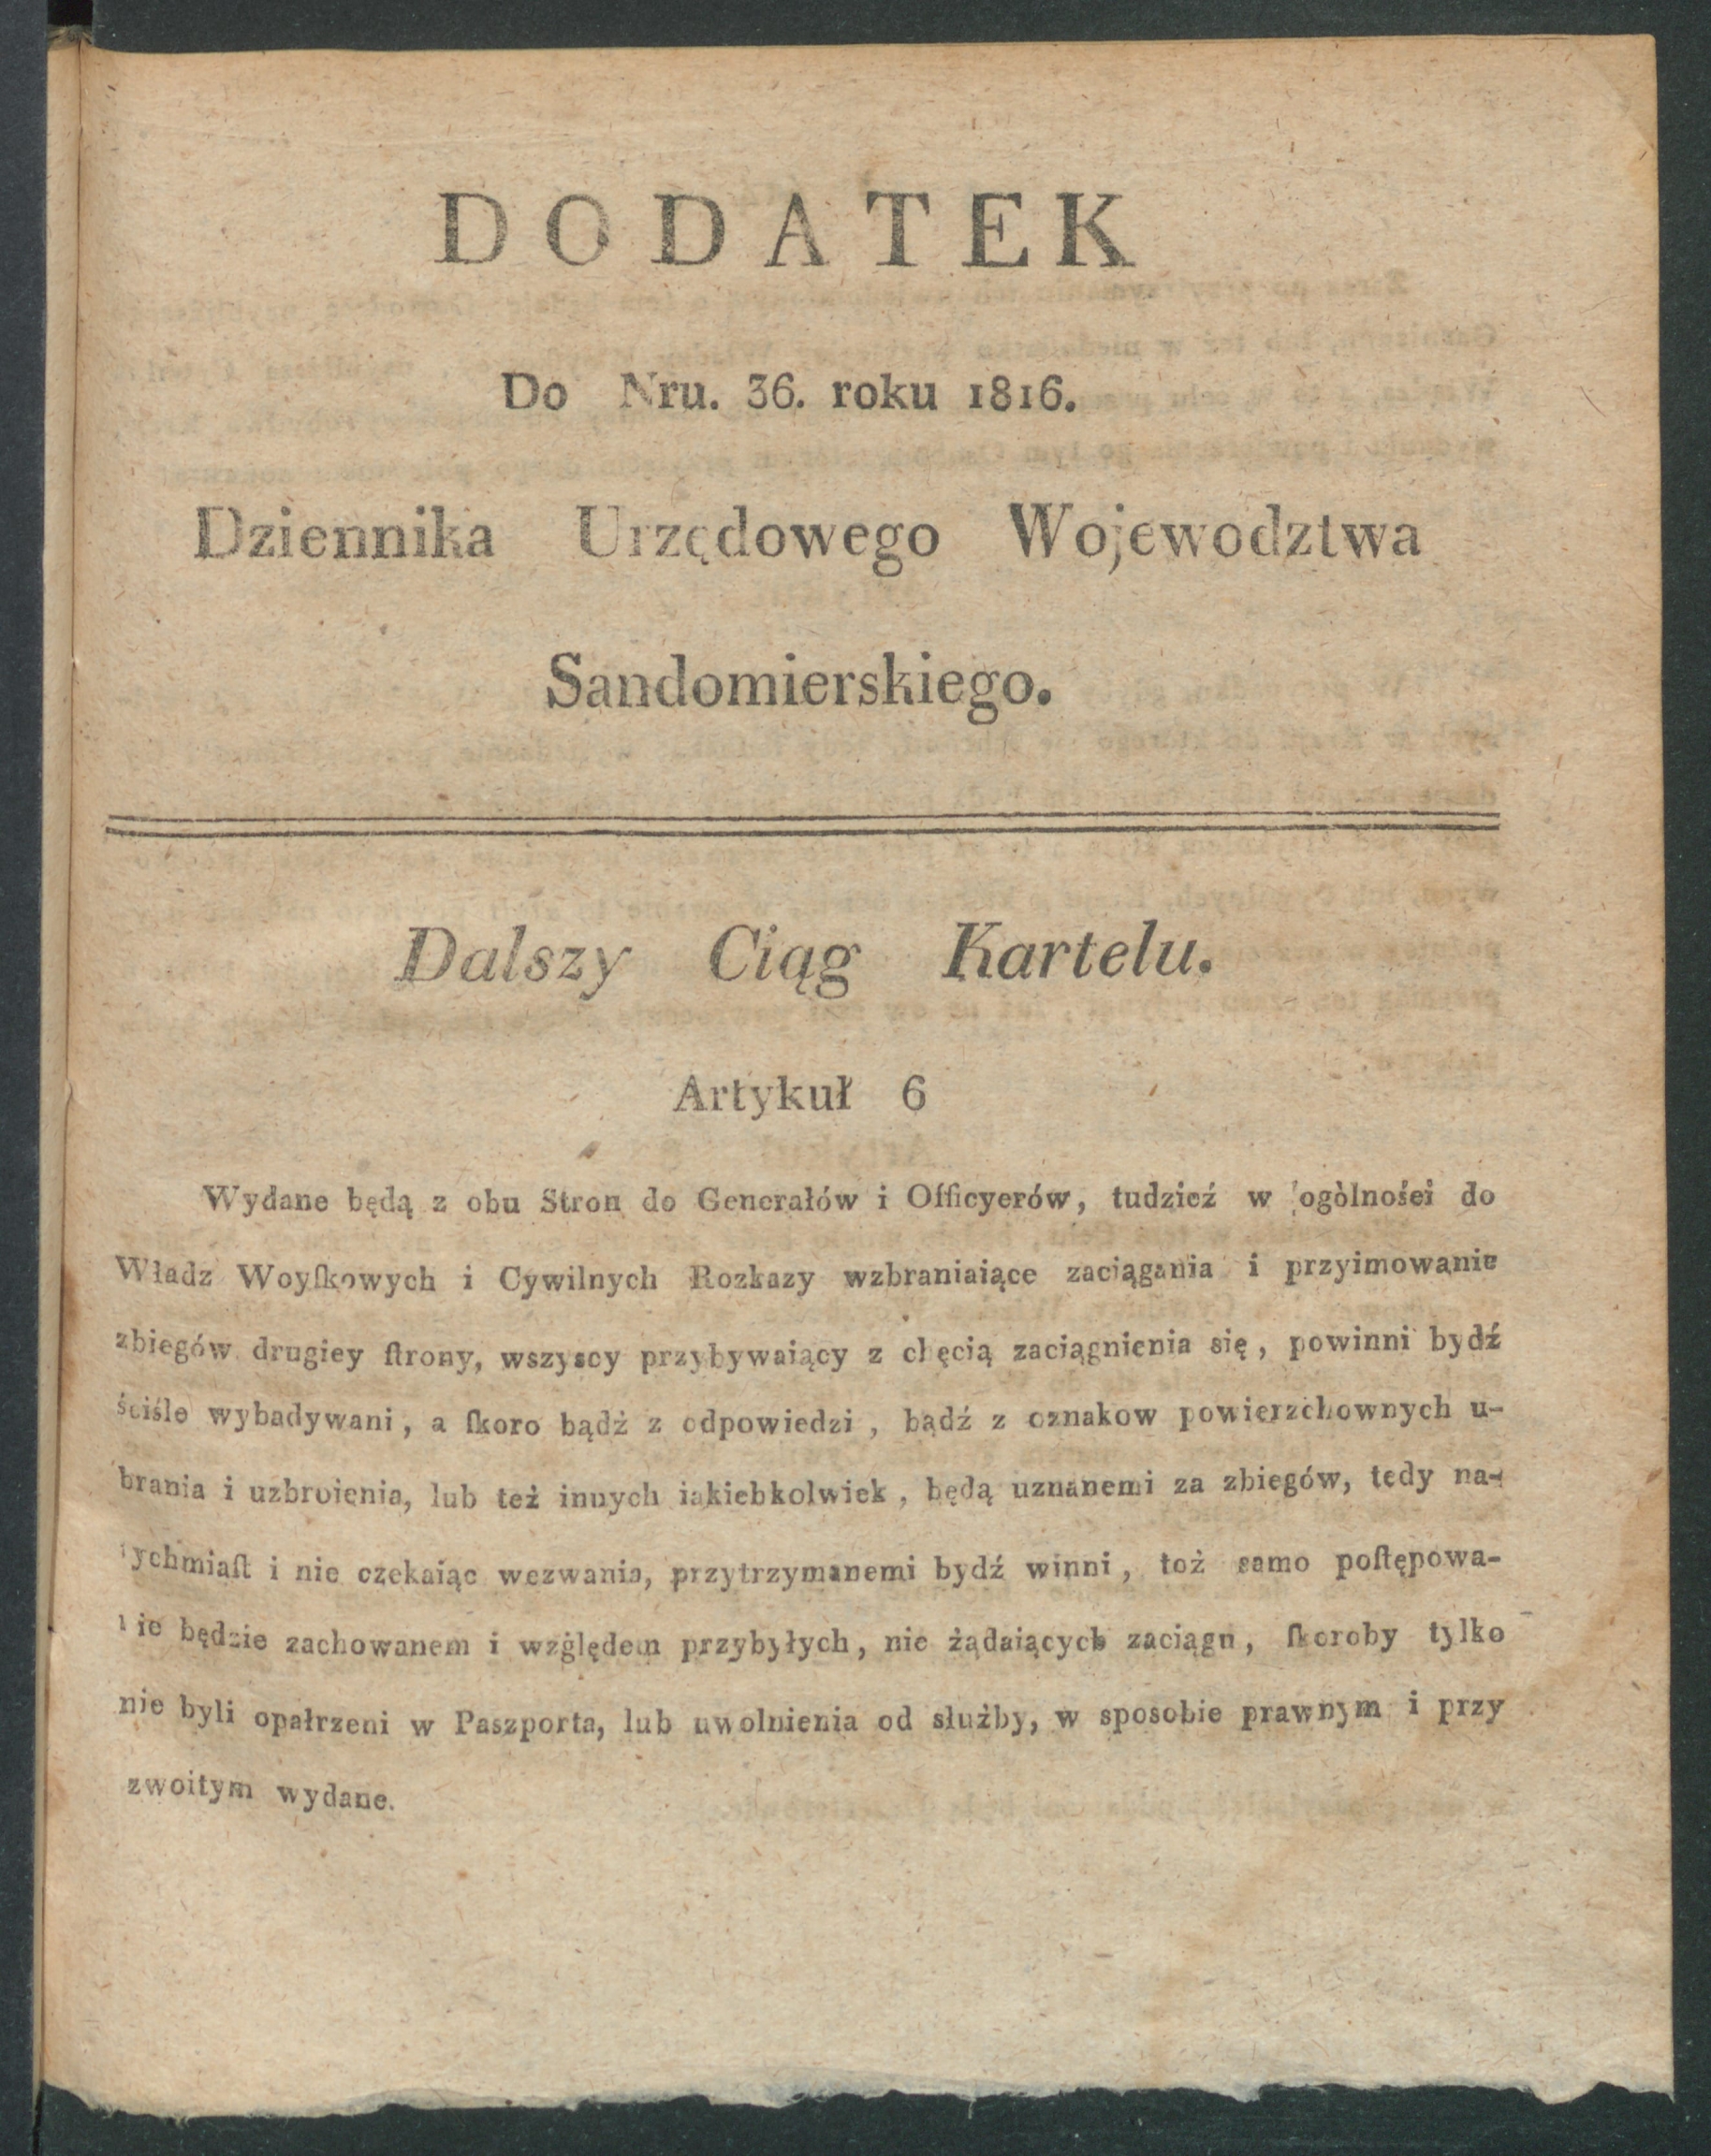 DODATEK
Do Nru. 36. roku 1816.
Dziennika Urzędowego Wojewodztwa
Sandomierskiego.
Dalszy Ciąg Kartelu.
Artykuł 6
Wydane będą z obu Stron do Generałów i Officyerów, tudzież w ogòlnośei do
Władz Woyſkowych i Cywilnych Rozkazy wzbraniaiące zaciągania i przyimowanie
zbiegów drugiey ſtrony, wszyscy przybywaiący z chęcią zaciągnienia się, powinni bydź
ściśle wybadywani, a ſkoro bądż z odpowiedzi, bądź z oznakow powierzchownych u-
brania i uzbroienia, lub też innych iakiebkolwiek, będą uznanemi za zbiegów, tedy na-
tychmiaſt i nie czekaiąc wezwania, przytrzymanemi bydź winni, toż samo poſtępowa-
nie będzie zachowanem i względem przybyłych, nie żądaiących zaciągu, ſkoroby tylko
nie byli opałrzeni w Paszporta, lub uwolnienia od służby, w sposobie prawnym i przy
zwoitym wydane.